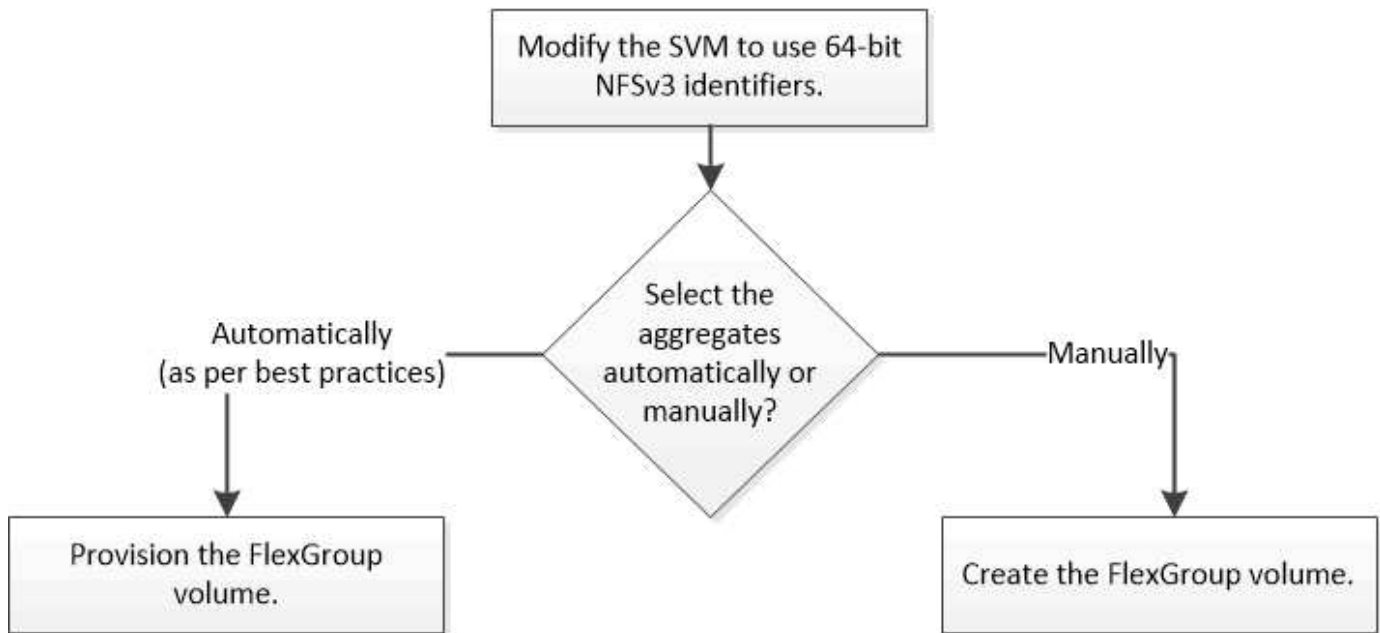 Modify the SVM to use 64-bit
NFSv3 identifiers.
Select the
aggregates
automatically or
manually?
Automatically
(as per best practices)
Manually
Provision the FlexGroup
volume.
Create the FlexGroup volume.